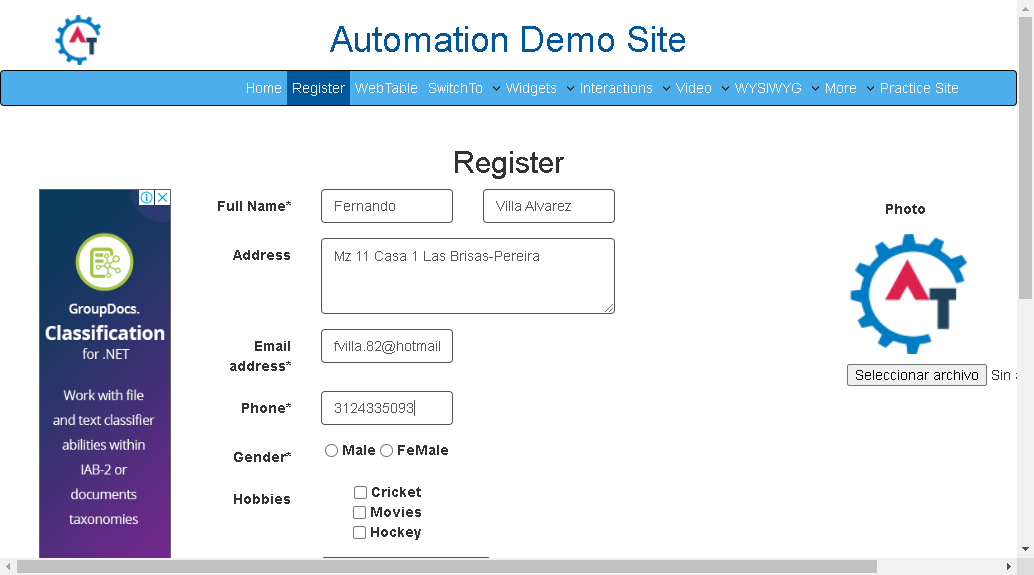 AT
Automation Demo Site
Home Register WebTable SwitchTo Widgets Interactions Video WYSIWYG More Practice Site
Register
Full Name* Fernando Villa Alvarez
Photo
Address Mz 11 Casa 1 Las Brisas-Pereira
AT
GroupDocs.
Classification
for .NET
Work with file
and text classifier
abilities within
IAB-2 or
documents
taxonomies
Email
address*
fvilla.82@hotmail
Seleccionar archivo Sin
Phone* 3124335093
Gender* Male FeMale
Hobbies
Cricket
Movies
Hockey